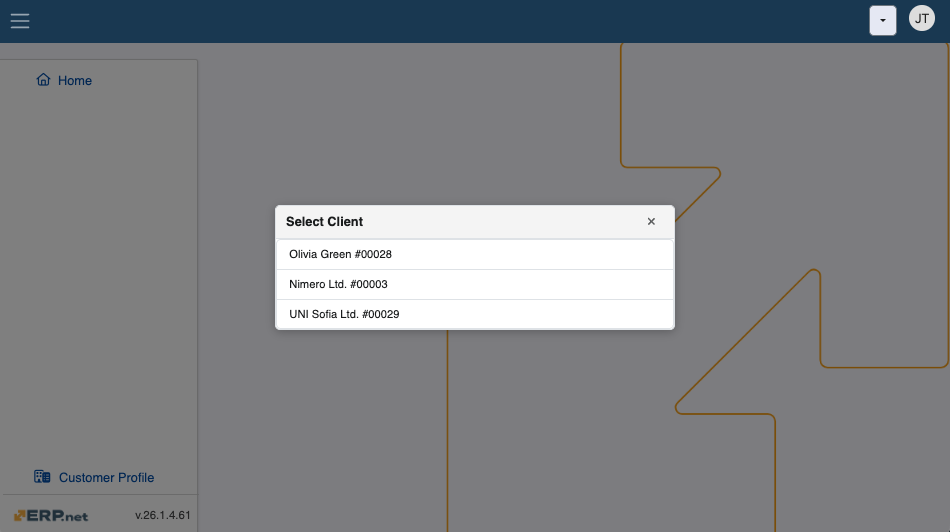 JT
Home
Select Client
Olivia Green #00028
Nimero Ltd. #00003
UNI Sofia Ltd. #00029
Customer Profile
ERP.net v.26.1.4.61